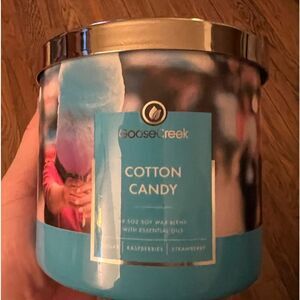 GooseCreek
COTTON
CANDY
SOY WAX BLEND
WITH ESSENTIAL OILS
RASPBERRIES | STRAWBERRY